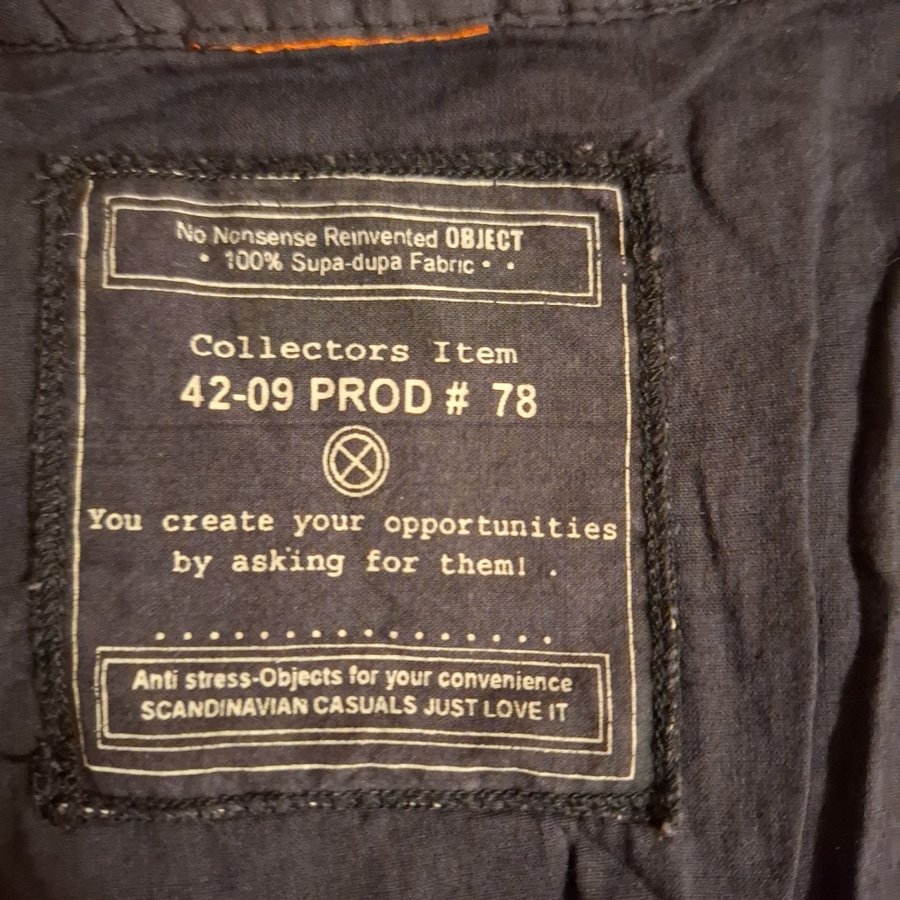 No Nonsense Reinvented OBJECT
• 100% Supa-dupa Fabric • •
Collectors Item
42-09 PROD # 78
You create your opportunities
by asking for them! .
. . . . . . . . . . . . . . . .
Anti stress-Objects for your convenience
SCANDINAVIAN CASUALS JUST LOVE IT